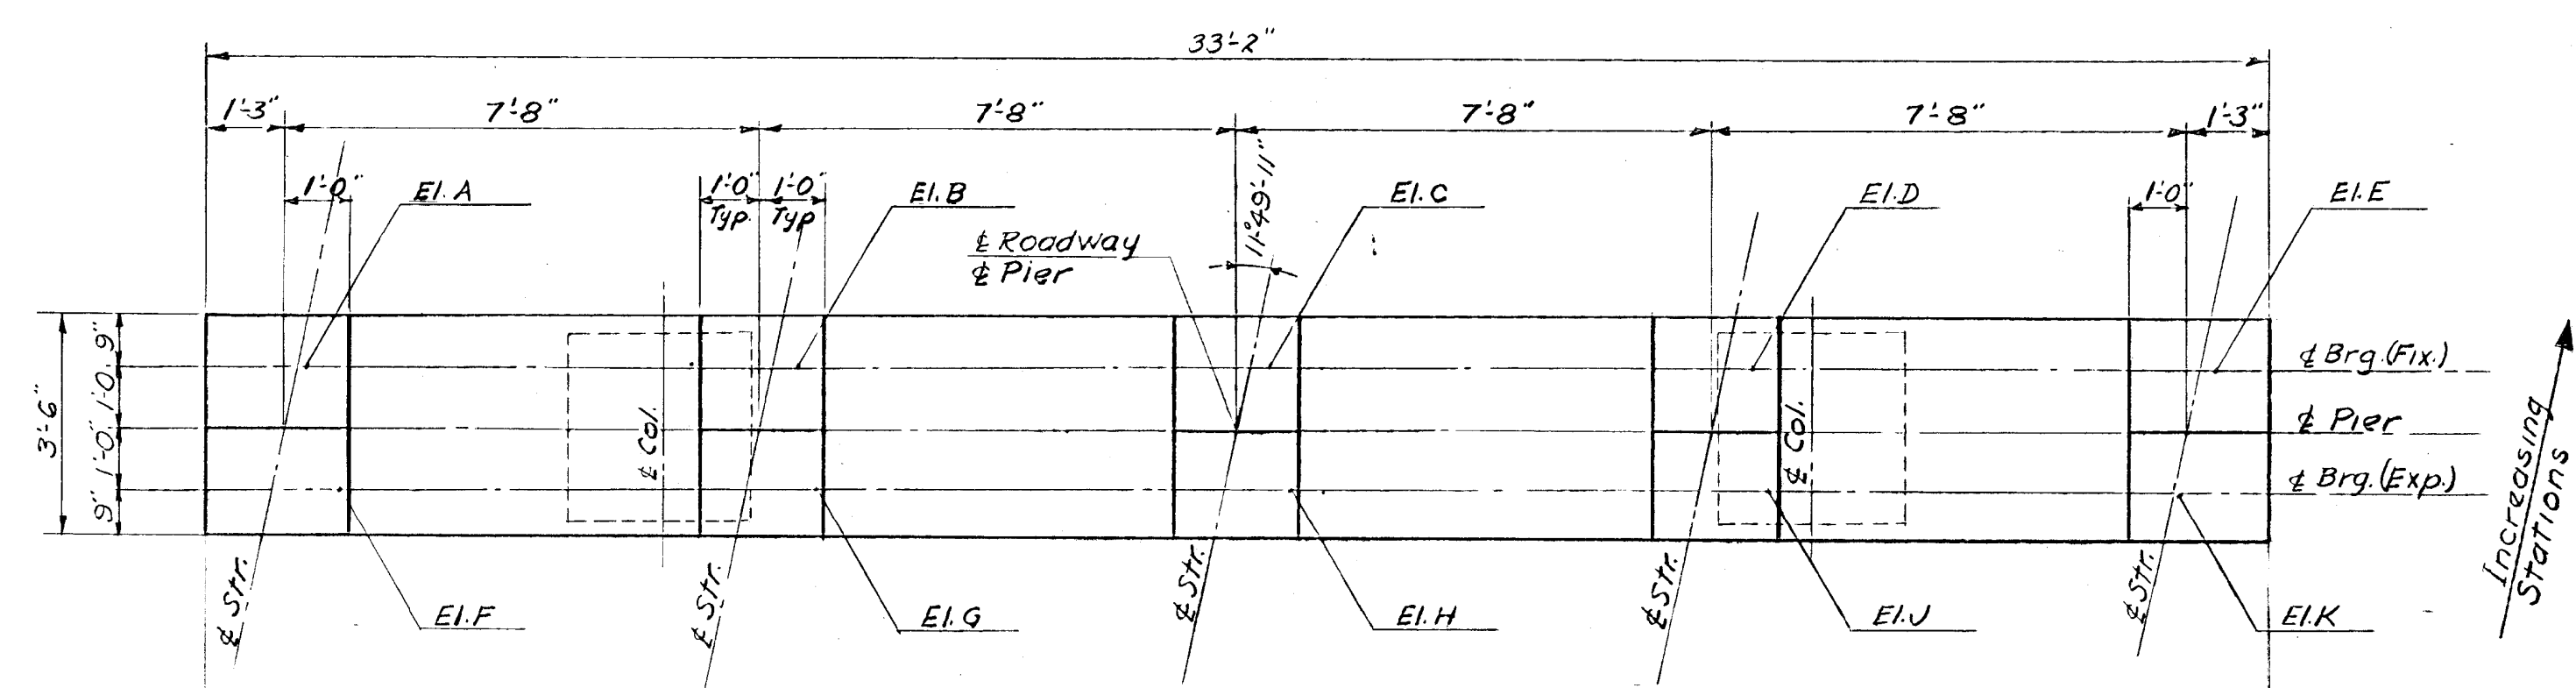 33'-2"
1'-3" 7'-8" 7'-8" 7'-8" 7'-8" 1'-3"
1'-0" El. A 1'-0" 1'-0" El. B 11°-49'-11" El. C El. D 1'-0" El. E
Typ. Typ
℄ Roadway
℄ Pier
9"
1'-0"
1'-0"
9"
3'-6"
℄ Col.
℄ Col.
℄ Brg. (Fix.)
℄ Pier
℄ Brg. (Exp.)
Increasing
Stations
℄ Str. El. F ℄ Str. El. G ℄ Str. El. H ℄ Str. El. J ℄ Str. El. K